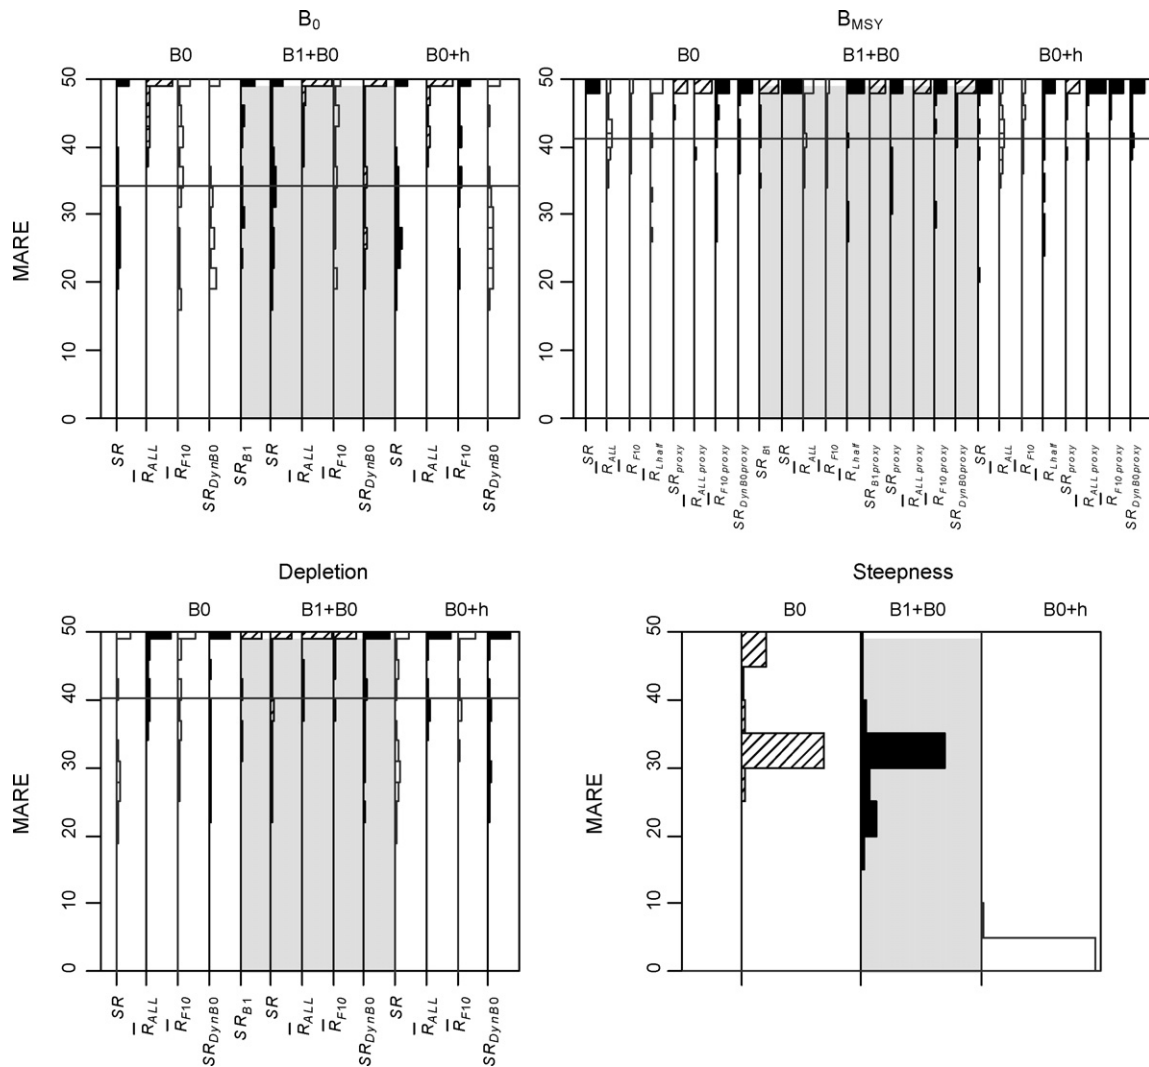 B0
B0 B1+B0 B0+h
MARE
50
40
30
20
10
0
SR
R̅ALL
R̅F10
SRDynB0
SRB1
SR
R̅ALL
R̅F10
SRDynB0
SR
R̅ALL
R̅F10
SRDynB0
BMSY
B0 B1+B0 B0+h
MARE
50
40
30
20
10
0
SR
R̅ALL
R̅F10
R̅Lhalf
SRproxy
R̅ALL proxy
R̅F10 proxy
SRDynB0proxy
SRB1
SR
R̅ALL
R̅F10
R̅Lhalf
SRB1proxy
SRproxy
R̅ALL proxy
R̅F10 proxy
SRDynB0proxy
SR
R̅ALL
R̅F10
R̅Lhalf
SRproxy
R̅ALL proxy
R̅F10 proxy
SRDynB0proxy
Depletion
B0 B1+B0 B0+h
MARE
50
40
30
20
10
0
SR
R̅ALL
R̅F10
SRDynB0
SRB1
SR
R̅ALL
R̅F10
SRDynB0
SR
R̅ALL
R̅F10
SRDynB0
Steepness
B0 B1+B0 B0+h
MARE
50
40
30
20
10
0